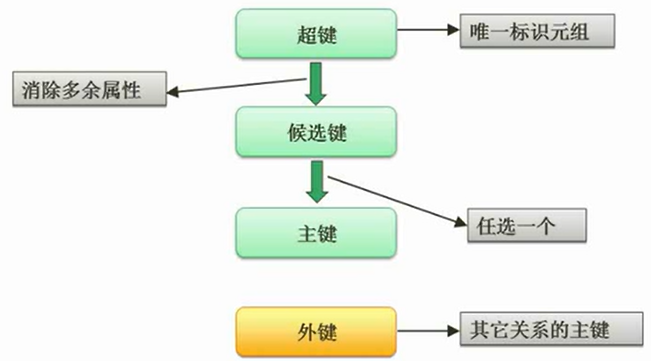 超键
唯一标识元组
消除多余属性
候选键
主键
任选一个
外键
其它关系的主键